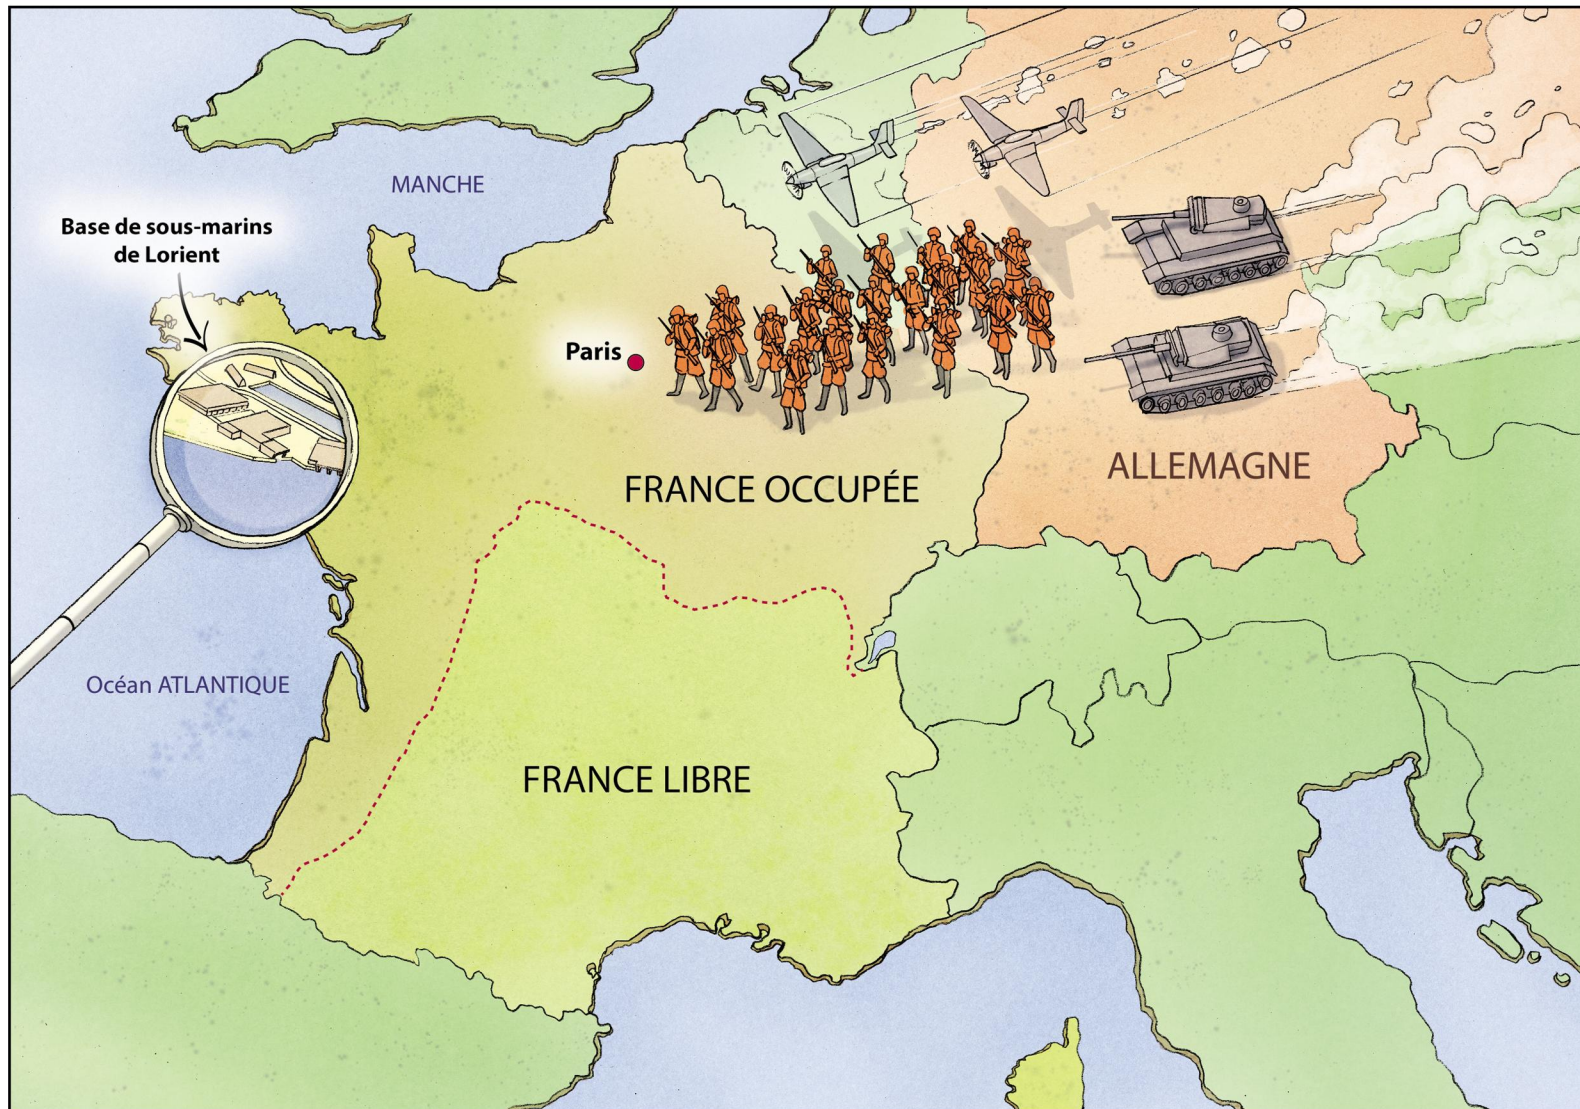 MANCHE
Base de sous-marins
de Lorient
Paris
FRANCE OCCUPÉE
ALLEMAGNE
Océan ATLANTIQUE
FRANCE LIBRE